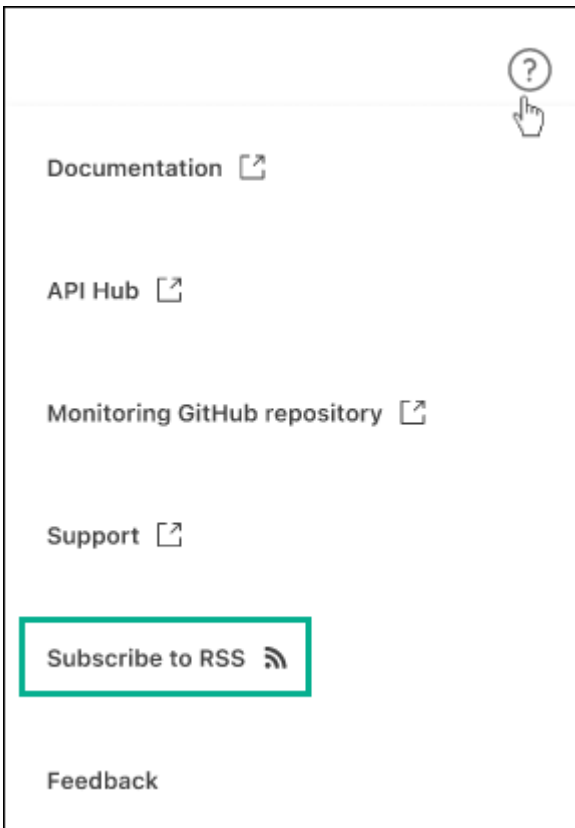 ?
Documentation
API Hub
Monitoring GitHub repository
Support
Subscribe to RSS
Feedback